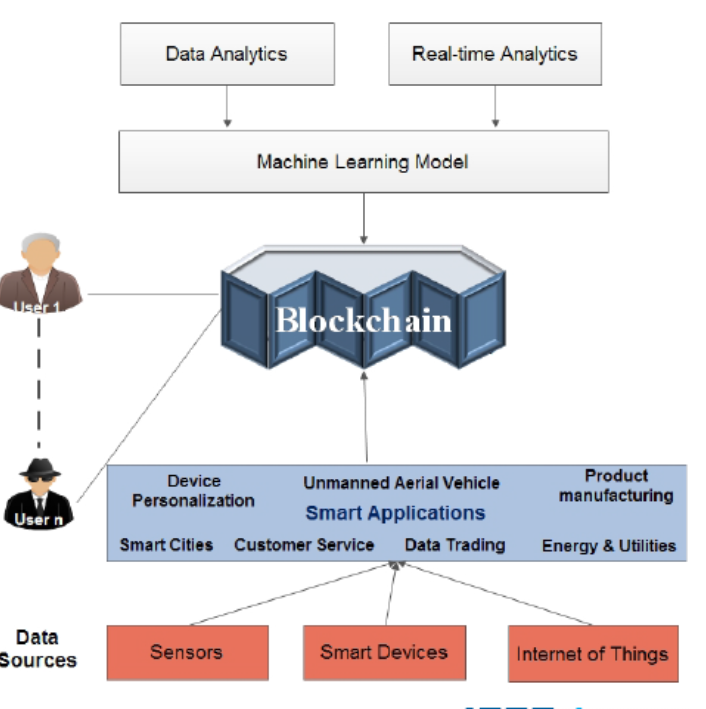 Data Analytics
Real-time Analytics
Machine Learning Model
Blockchain
User 1
User n
Device
Personalization
Unmanned Aerial Vehicle
Product
manufacturing
Smart Applications
Smart Cities
Customer Service
Data Trading
Energy & Utilities
Data
Sources
Sensors
Smart Devices
Internet of Things